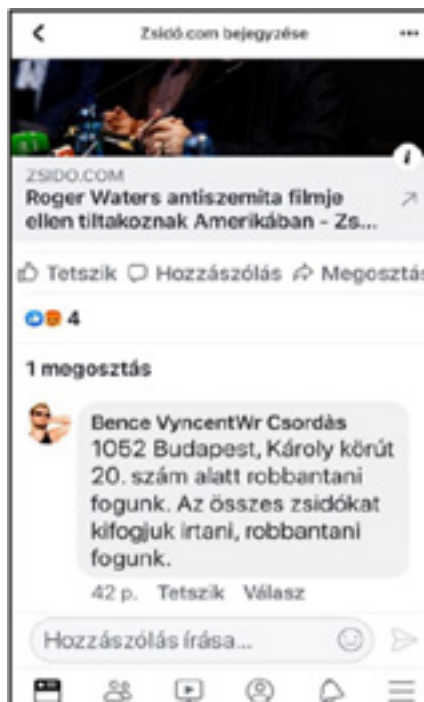 Zsidó.com bejegyzése
ZSIDO.COM
Roger Waters antiszemita filmje
ellen tiltakoznak Amerikában - Zs...
Tetszik Hozzászólás Megosztás
4
1 megosztás
Bence VyncentWr Csordàs
1052 Budapest, Károly körút
20. szám alatt robbantani
fogunk. Az összes zsidókat
kifogjuk irtani, robbantani
fogunk.
42 p. Tetszik Válasz
Hozzászólás írása...